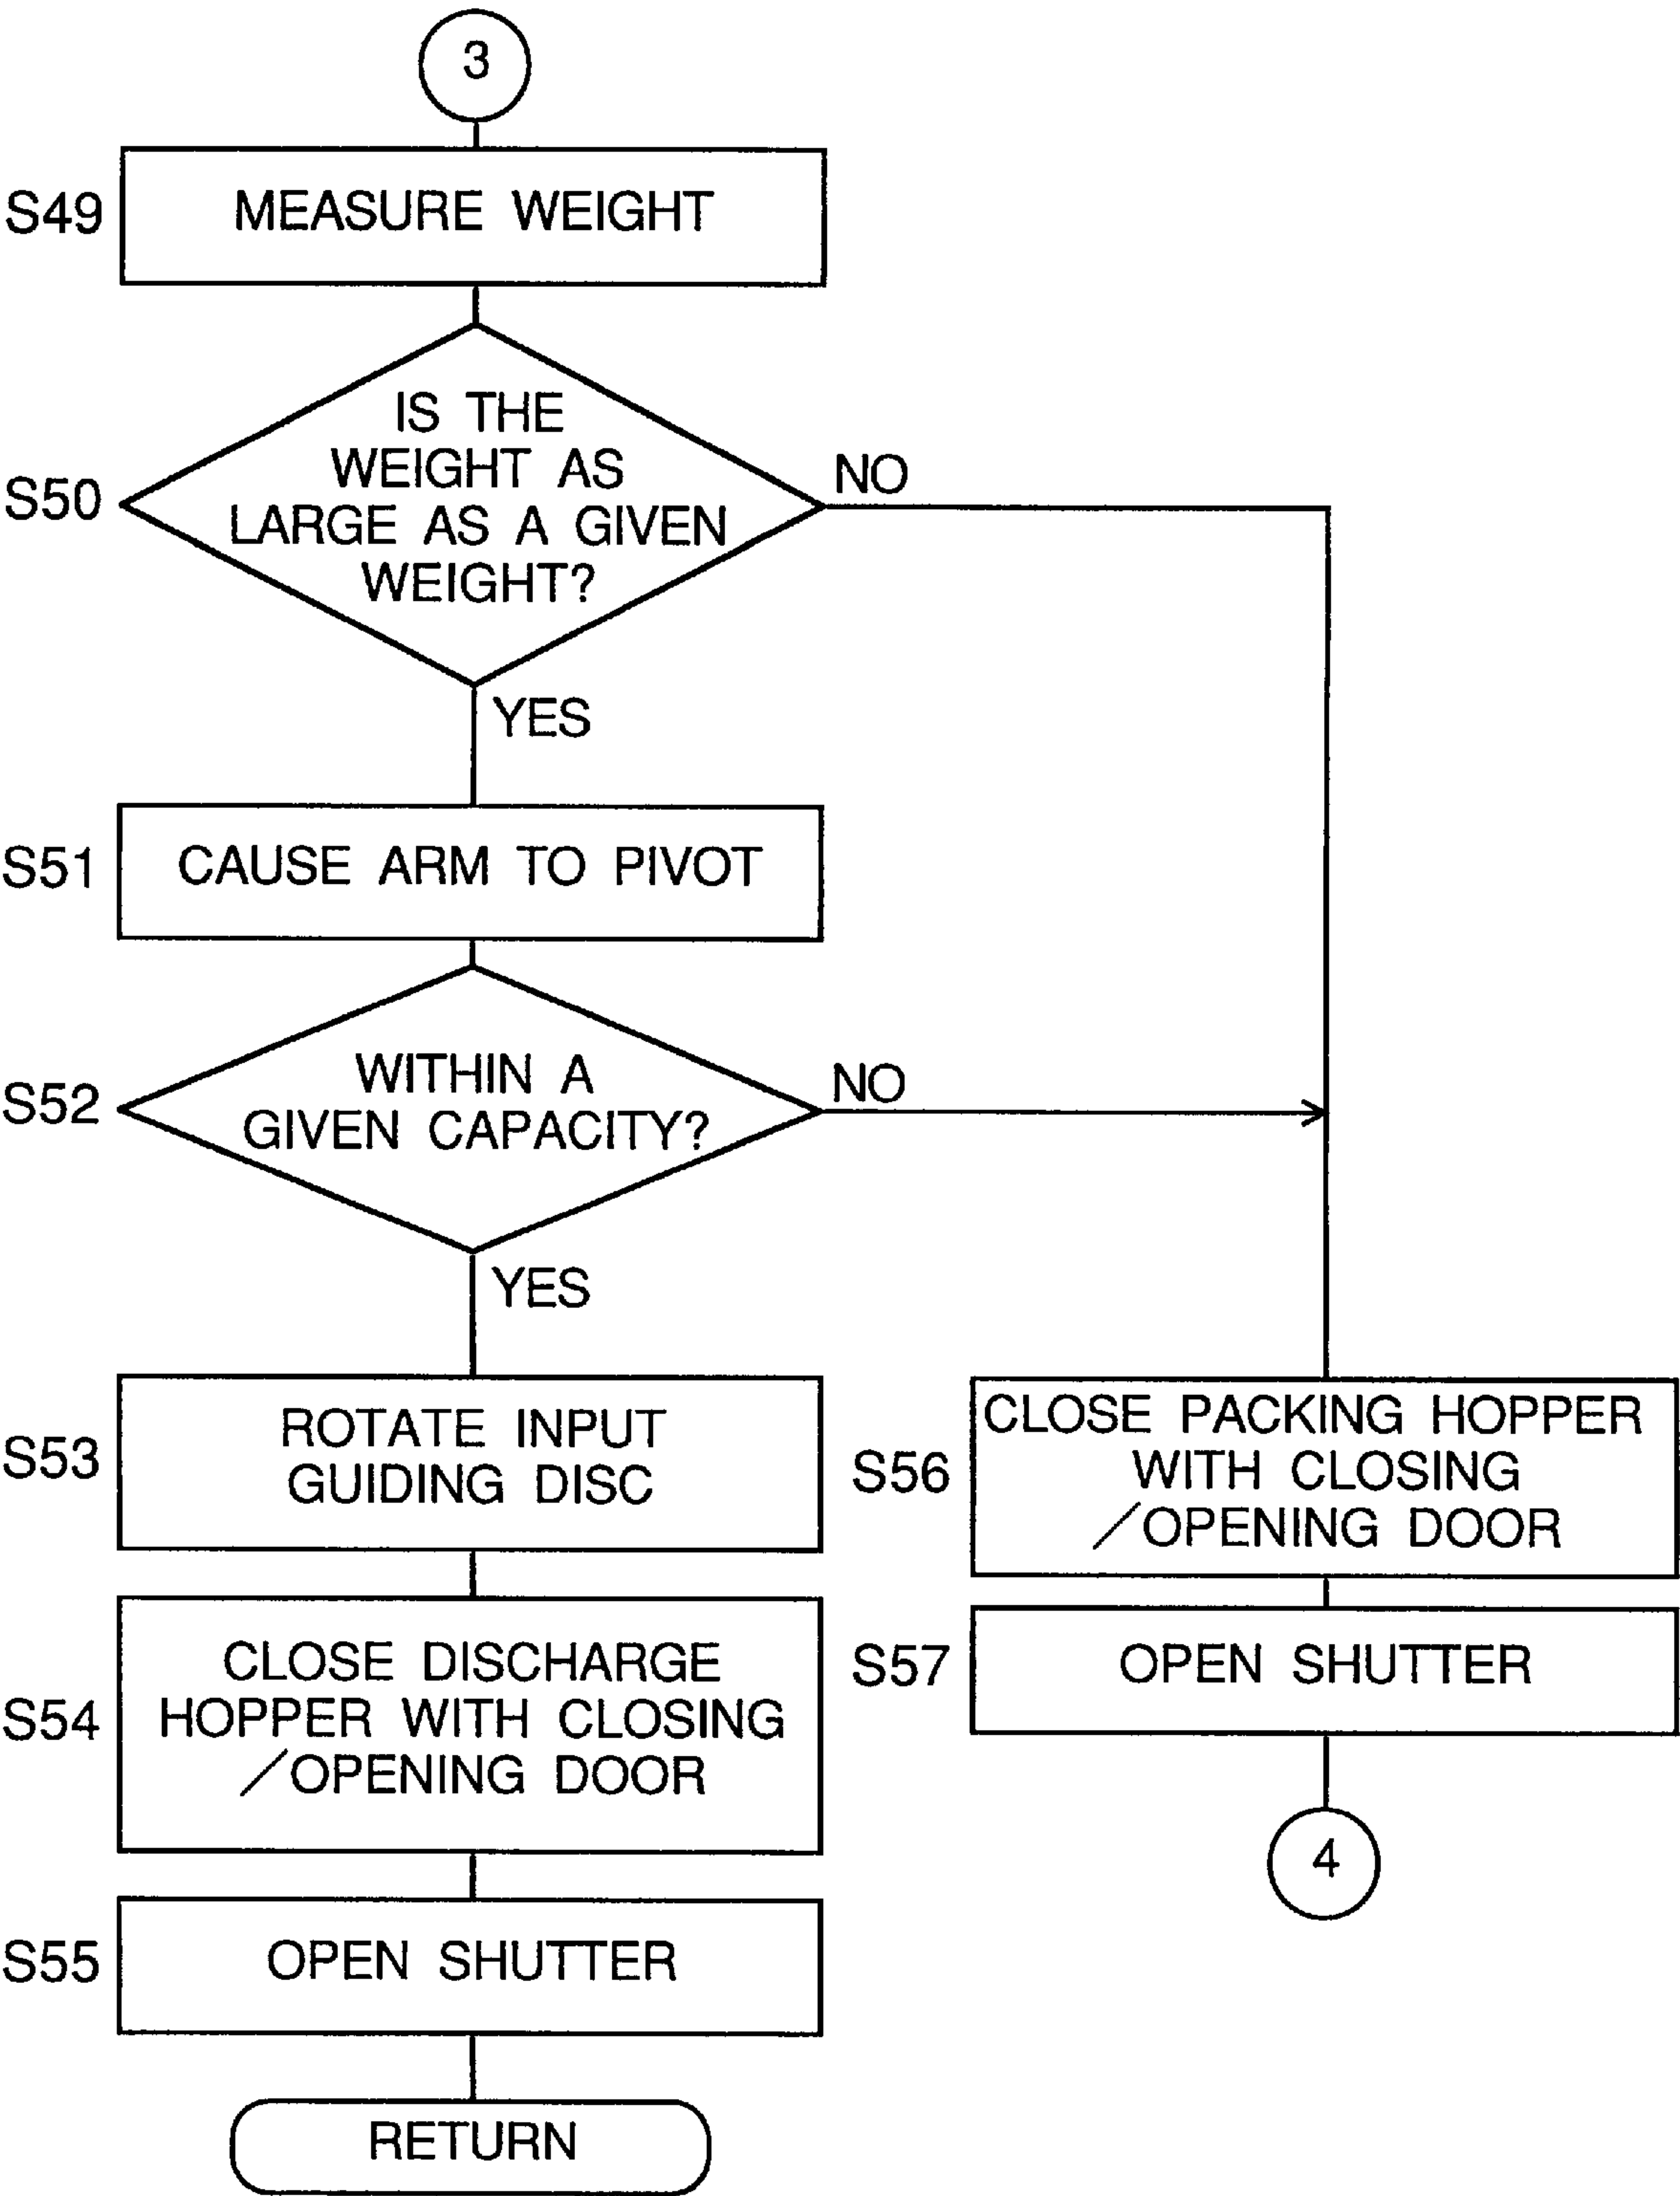 3
S49
MEASURE WEIGHT
S50
IS THE
WEIGHT AS
LARGE AS A GIVEN
WEIGHT?
NO
YES
S51
CAUSE ARM TO PIVOT
S52
WITHIN A
GIVEN CAPACITY?
NO
YES
S53
ROTATE INPUT
GUIDING DISC
S54
CLOSE DISCHARGE
HOPPER WITH CLOSING
/OPENING DOOR
S55
OPEN SHUTTER
RETURN
S56
CLOSE PACKING HOPPER
WITH CLOSING
/OPENING DOOR
S57
OPEN SHUTTER
4